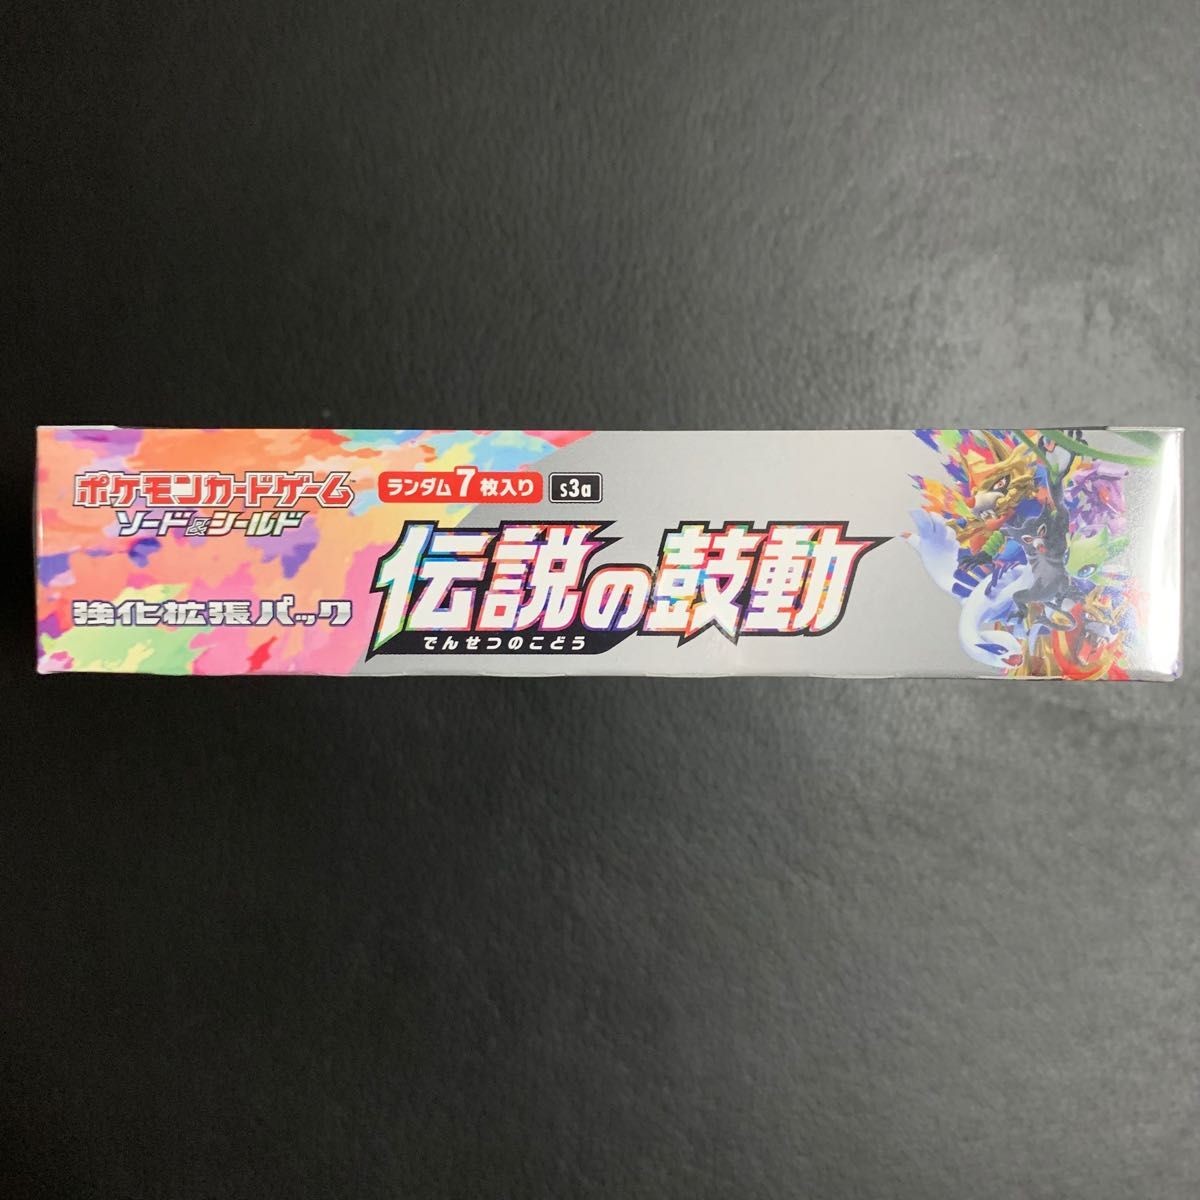 ポケモンカードゲーム™
ソード&シールド
強化拡張パック
ランダム7枚入り
s3a
伝説の鼓動
でんせつのこどう